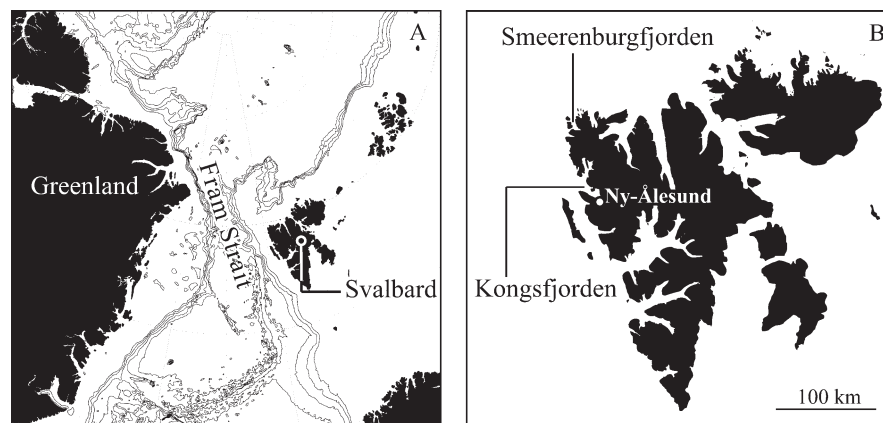 A
Greenland
Fram Strait
Svalbard
B
Smeerenburgfjorden
Ny-Ålesund
Kongsfjorden
100 km